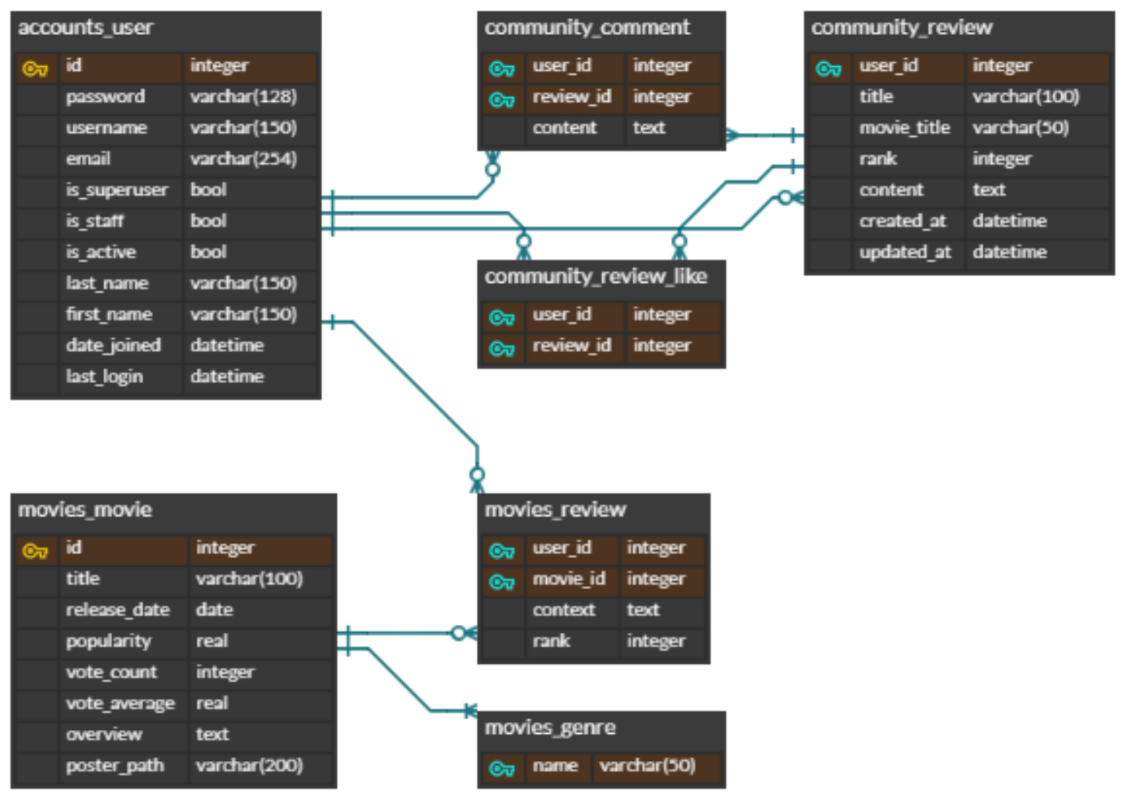 accounts_user
id integer
password varchar(128)
username varchar(150)
email varchar(254)
is_superuser bool
is_staff bool
is_active bool
last_name varchar(150)
first_name varchar(150)
date_joined datetime
last_login datetime
community_comment
user_id integer
review_id integer
content text
community_review
user_id integer
title varchar(100)
movie_title varchar(50)
rank integer
content text
created_at datetime
updated_at datetime
community_review_like
user_id integer
review_id integer
movies_movie
id integer
title varchar(100)
release_date date
popularity real
vote_count integer
vote_average real
overview text
poster_path varchar(200)
movies_review
user_id integer
movie_id integer
context text
rank integer
movies_genre
name varchar(50)